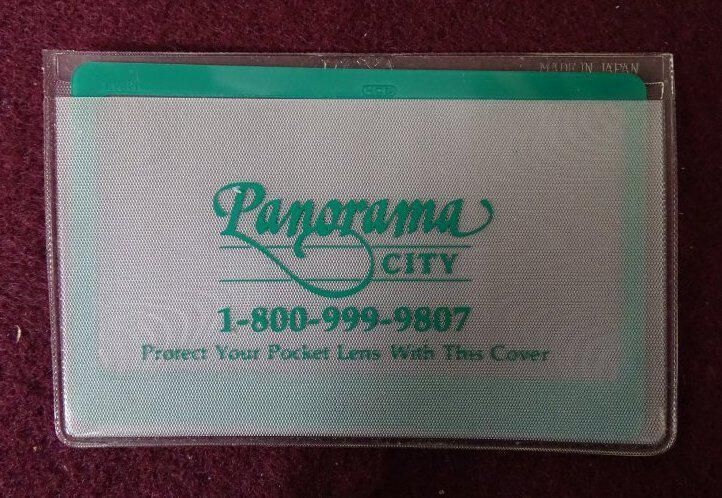 MADE IN JAPAN
Panorama
CITY
1-800-999-9807
Protect Your Pocket Lens With This Cover